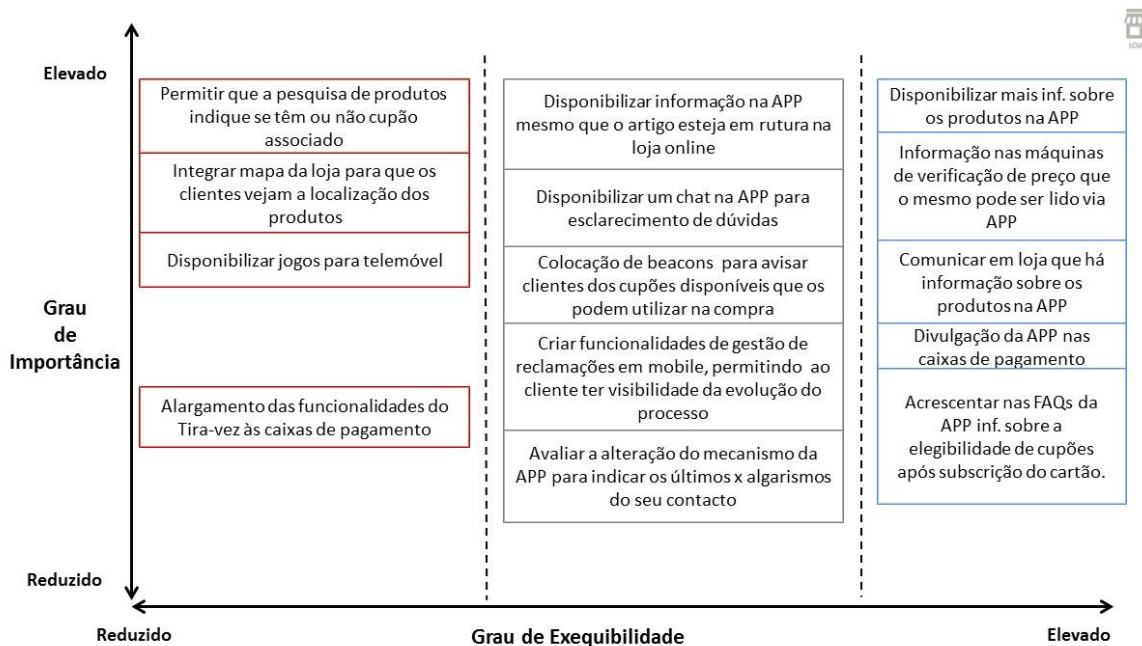 LOJA
Elevado
Permitir que a pesquisa de produtos
indique se têm ou não cupão
associado
Integrar mapa da loja para que os
clientes vejam a localização dos
produtos
Disponibilizar jogos para telemóvel
Alargamento das funcionalidades do
Tira-vez às caixas de pagamento
Disponibilizar informação na APP
mesmo que o artigo esteja em rutura na
loja online
Disponibilizar um chat na APP para
esclarecimento de dúvidas
Colocação de beacons para avisar
clientes dos cupões disponíveis que os
podem utilizar na compra
Criar funcionalidades de gestão de
reclamações em mobile, permitindo ao
cliente ter visibilidade da evolução do
processo
Avaliar a alteração do mecanismo da
APP para indicar os últimos x algarismos
do seu contacto
Disponibilizar mais inf. sobre
os produtos na APP
Informação nas máquinas
de verificação de preço que
o mesmo pode ser lido via
APP
Comunicar em loja que há
informação sobre os
produtos na APP
Divulgação da APP nas
caixas de pagamento
Acrescentar nas FAQs da
APP inf. sobre a
elegibilidade de cupões
após subscrição do cartão.
Grau
de
Importância
Reduzido
Reduzido
Grau de Exequibilidade
Elevado